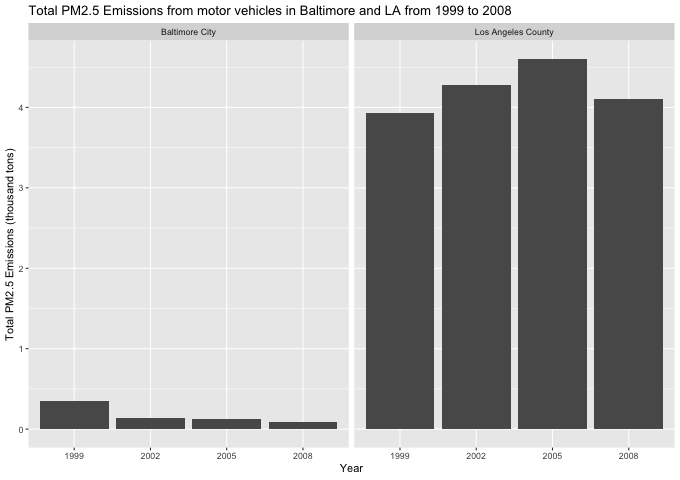 Total PM2.5 Emissions from motor vehicles in Baltimore and LA from 1999 to 2008
Baltimore City
Los Angeles County
Total PM2.5 Emissions (thousand tons)
4
3
2
1
0
1999 2002 2005 2008
1999 2002 2005 2008
Year